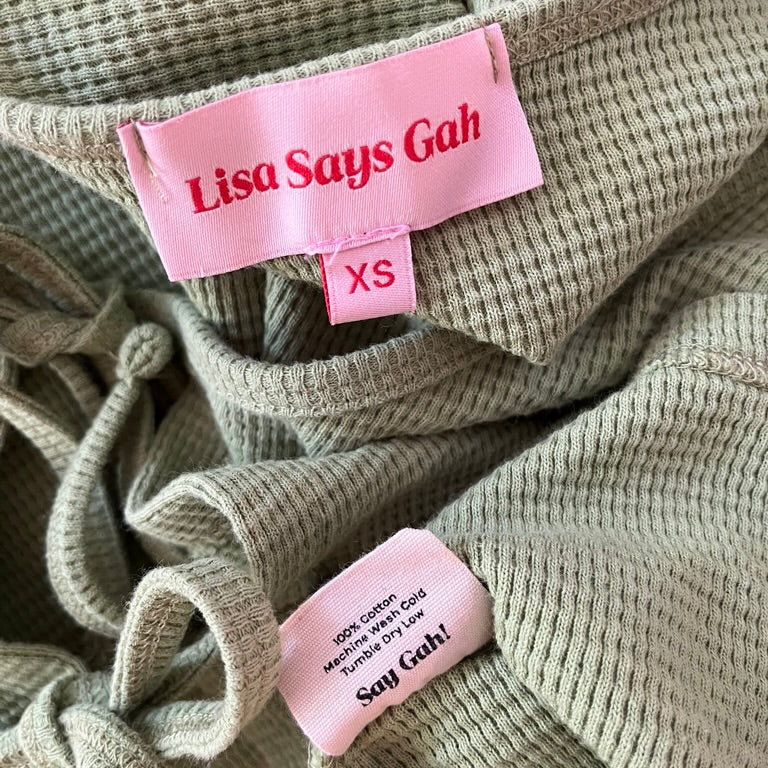 Lisa Says Gah
XS
100% Cotton
Machine Wash Cold
Tumble Dry Low
Say Gah!